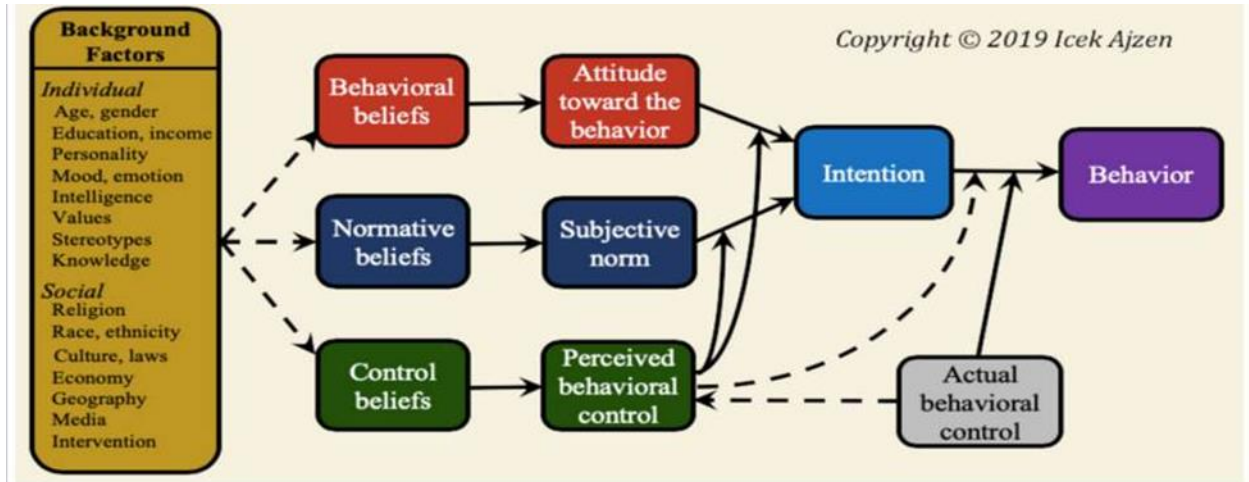 Background
Factors
Individual
Age, gender
Education, income
Personality
Mood, emotion
Intelligence
Values
Stereotypes
Knowledge
Social
Religion
Race, ethnicity
Culture, laws
Economy
Geography
Media
Intervention
Copyright © 2019 Icek Ajzen
Behavioral
beliefs
Attitude
toward the
behavior
Normative
beliefs
Subjective
norm
Control
beliefs
Perceived
behavioral
control
Intention
Behavior
Actual
behavioral
control